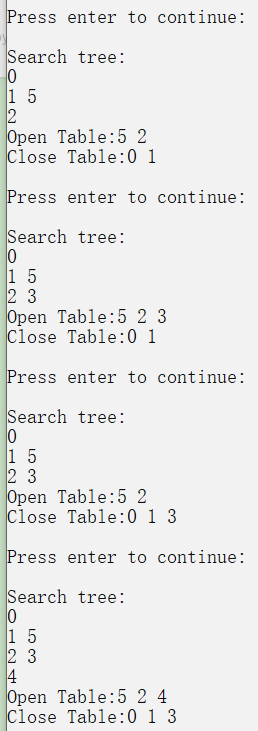 Press enter to continue:
Search tree:
0
1 5
2
Open Table:5 2
Close Table:0 1
Press enter to continue:
Search tree:
0
1 5
2 3
Open Table:5 2 3
Close Table:0 1
Press enter to continue:
Search tree:
0
1 5
2 3
Open Table:5 2
Close Table:0 1 3
Press enter to continue:
Search tree:
0
1 5
2 3
4
Open Table:5 2 4
Close Table:0 1 3